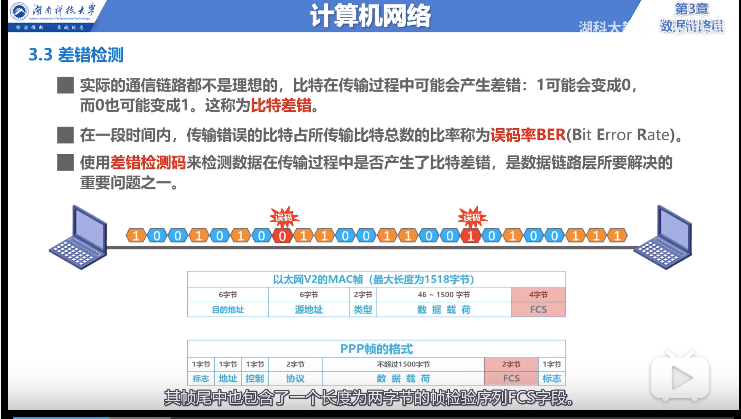 湖南科技大学
计算机网络
第3章
3.3 差错检测
实际的通信链路都不是理想的，比特在传输过程中可能会产生差错：1可能会变成0，
而0也可能变成1。这称为比特差错。
在一段时间内，传输错误的比特占所传输比特总数的比率称为误码率BER(Bit Error Rate)。
使用差错检测码来检测数据在传输过程中是否产生了比特差错，是数据链路层所要解决的
重要问题之一。
误码 误码
1 0 0 1 0 1 0 0 1 1 0 0 1 1 0 0 1 0 1 0 0 1 1 1
以太网V2的MAC帧（最大长度为1518字节）
6字节 6字节 2字节 46 ~ 1500 字节 4字节
目的地址 源地址 类型 数 据 载 荷 FCS
PPP帧的格式
1字节 1字节 1字节 2字节 不超过1500字节 2字节 1字节
标志 地址 控制 协议 数 据 载 荷 FCS 标志
其帧尾中也包含了一个长度为两字节的帧检验序列FCS字段。